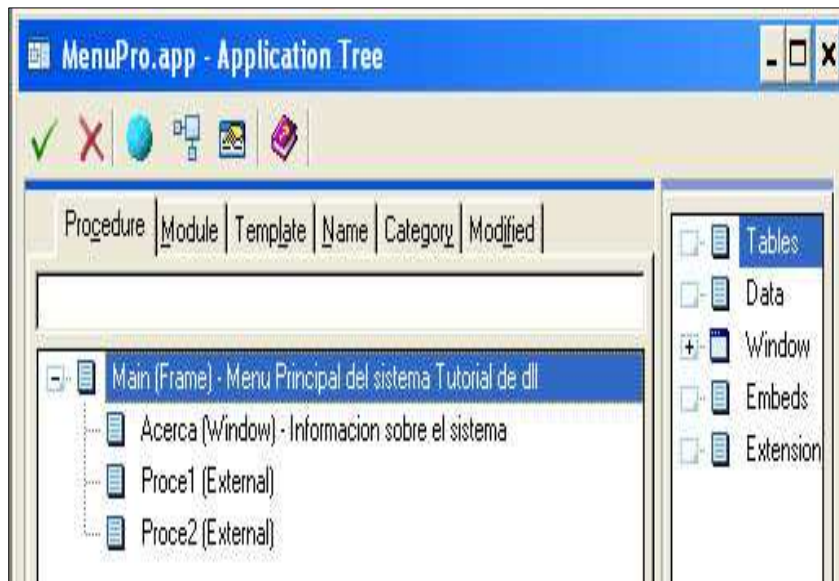 MenuPro.app - Application Tree
Procedure Module Template Name Category Modified
Main (Frame) - Menu Principal del sistema Tutorial de dll
Acerca (Window) - Informacion sobre el sistema
Proce1 (External)
Proce2 (External)
Tables
Data
Window
Embeds
Extension